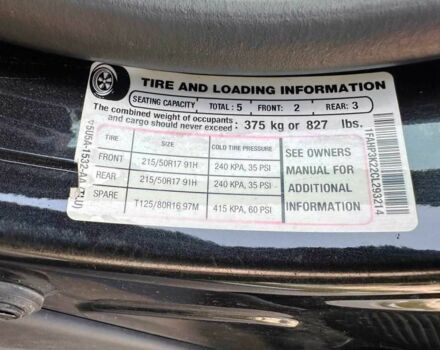 TIRE AND LOADING INFORMATION
SEATING CAPACITY TOTAL : 5 FRONT: 2 REAR: 3
The combined weight of occupants
and cargo should never exceed : 375 kg or 827 lbs.
TIRE SIZE COLD TIRE PRESSURE
FRONT 215/50R17 91H 240 KPA, 35 PSI
REAR 215/50R17 91H 240 KPA, 35 PSI
SPARE T125/80R16 97M 415 KPA, 60 PSI
SEE OWNERS
MANUAL FOR
ADDITIONAL
INFORMATION